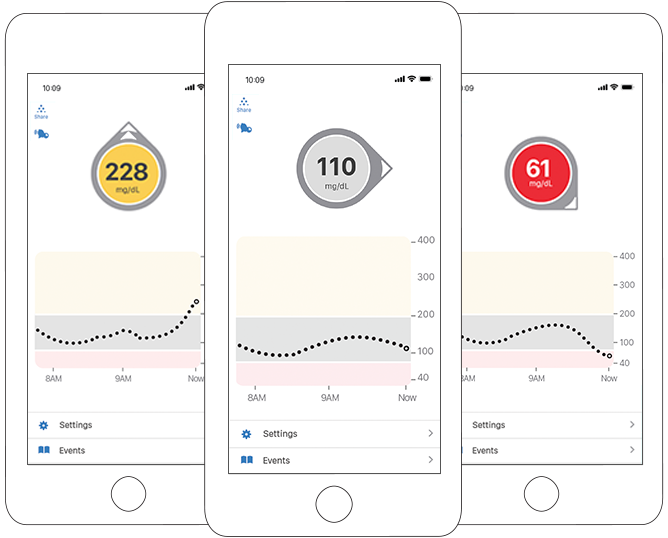 10:09
Share
228
mg/dL
8AM
9AM
Now
Settings
Events
10:09
Share
110
mg/dL
400
300
200
100
40
8AM
9AM
Now
Settings
Events
:09
61
mg/dL
400
300
200
100
40
AM
9AM
Now
Settings
Events